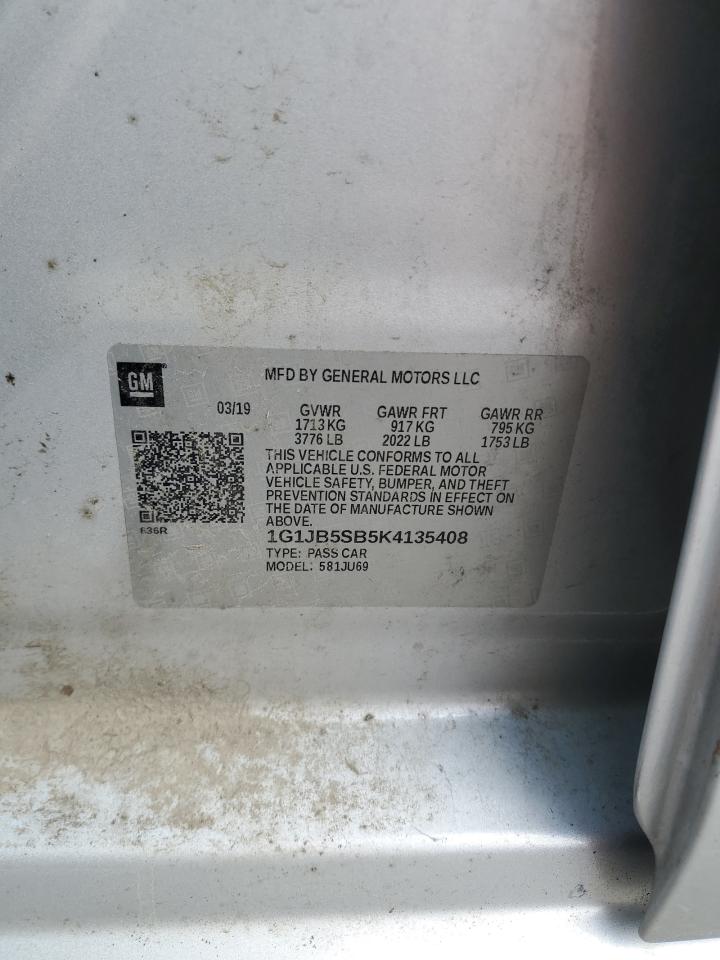 GM
MFD BY GENERAL MOTORS LLC
03/19 GVWR GAWR FRT GAWR RR
1713 KG 917 KG 795 KG
3776 LB 2022 LB 1753 LB
THIS VEHICLE CONFORMS TO ALL
APPLICABLE U.S. FEDERAL MOTOR
VEHICLE SAFETY, BUMPER, AND THEFT
PREVENTION STANDARDS IN EFFECT ON
THE DATE OF MANUFACTURE SHOWN
ABOVE.
636R
1G1JB5SB5K4135408
TYPE: PASS CAR
MODEL: 581JU69